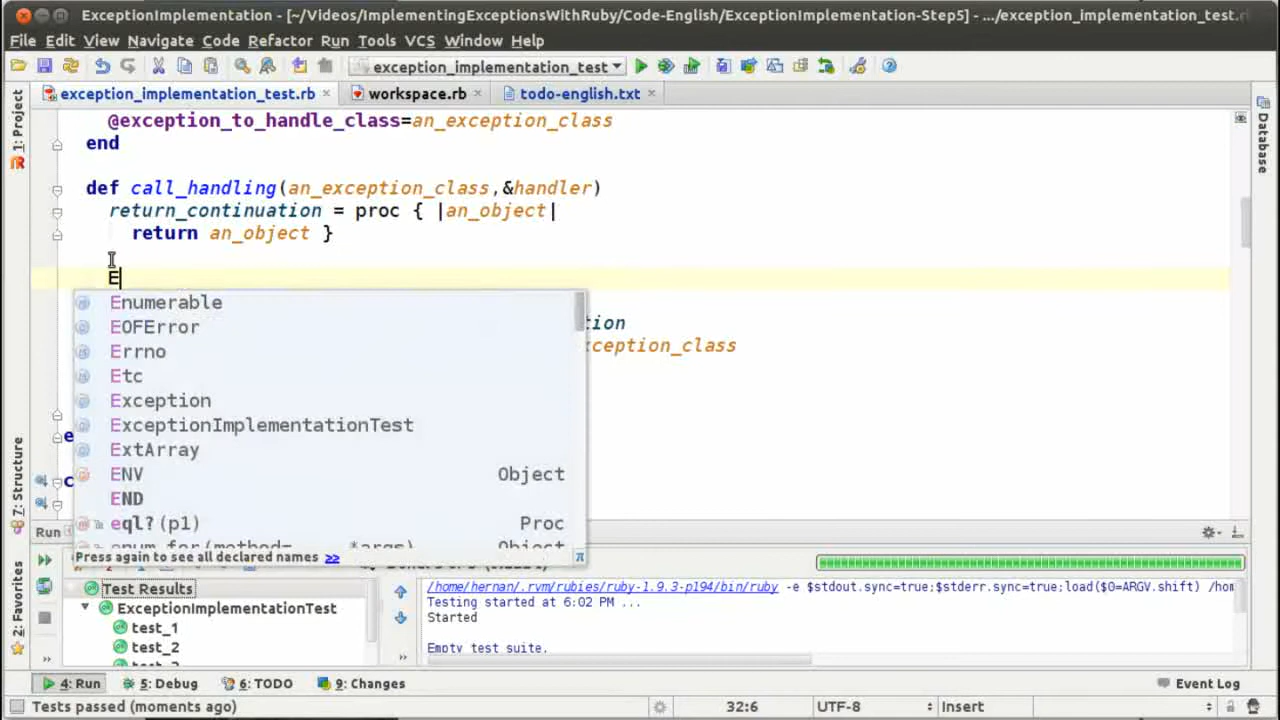 ExceptionImplementation - [~/Videos/ImplementingExceptionsWithRuby/Code-English/ExceptionImplementation-Step5] - .../exception_implementation_test.r
File Edit View Navigate Code Refactor Run Tools VCS Window Help
exception_implementation_test
exception_implementation_test.rb workspace.rb todo-english.txt
1: Project
Database
@exception_to_handle_class=an_exception_class
end
def call_handling(an_exception_class,&handler)
return_continuation = proc { |an_object|
return an_object }
E
Enumerable
EOFError
Errno
Etc
Exception
ExceptionImplementationTest
ExtArray
ENV Object
END
eql?(p1) Proc
Press again to see all declared names >>
tion
xception_class
e
c
7: Structure
2: Favorites
Run
Test Results
ExceptionImplementationTest
test_1
test_2
/home/hernan/.rvm/rubies/ruby-1.9.3-p194/bin/ruby -e $stdout.sync=true;$stderr.sync=true;load($0=ARGV.shift) /hom
Testing started at 6:02 PM ...
Started
Empty test suite.
4: Run 5: Debug 6: TODO 9: Changes Event Log
Tests passed (moments ago) 32:6 UTF-8 Insert